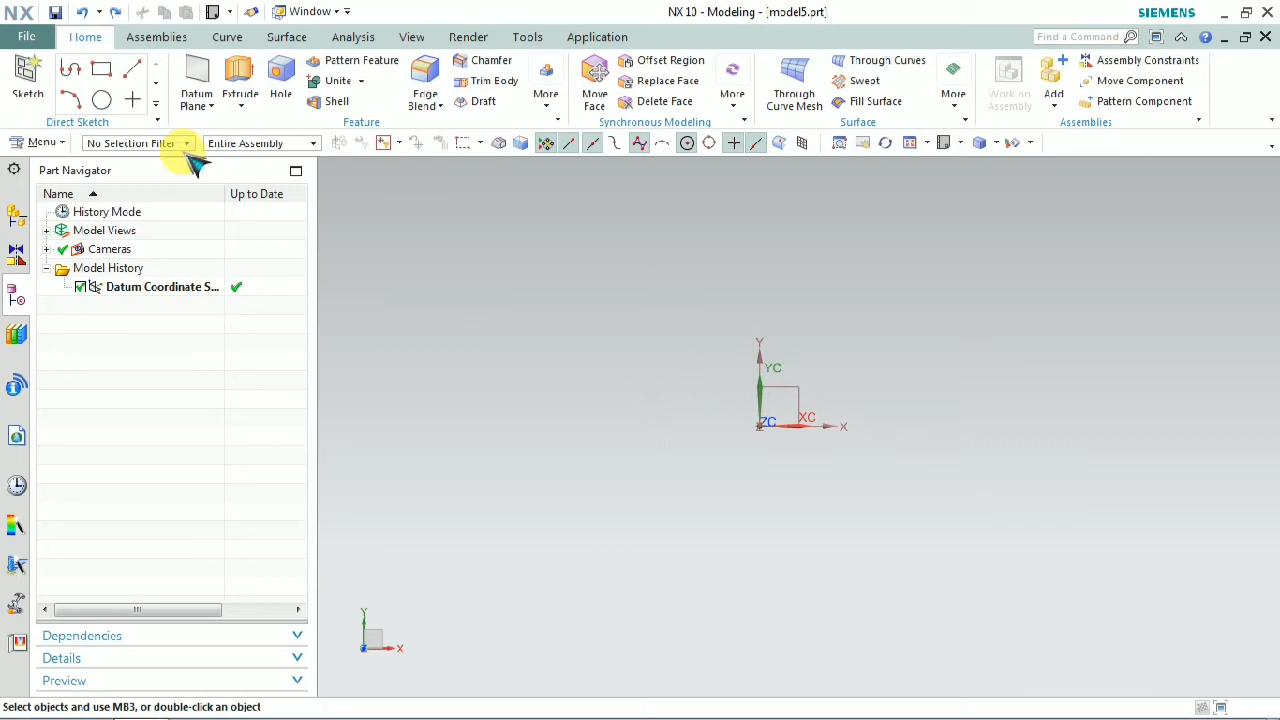 NX
Window
NX 10 - Modeling - [model5.prt]
SIEMENS
File
Home
Assemblies
Curve
Surface
Analysis
View
Render
Tools
Application
Find a Command
Sketch
Direct Sketch
Datum
Plane
Extrude
Hole
Pattern Feature
Unite
Shell
Edge
Blend
Chamfer
Trim Body
Draft
More
Feature
Move
Face
Offset Region
Replace Face
Delete Face
More
Synchronous Modeling
Through
Curve Mesh
Through Curves
Swept
Fill Surface
More
Surface
Work on
Assembly
Add
Assembly Constraints
Move Component
Pattern Component
Assemblies
Menu
No Selection Filter
Entire Assembly
Part Navigator
Name
Up to Date
History Mode
Model Views
Cameras
Model History
Datum Coordinate S...
Dependencies
Details
Preview
Y
YC
ZC
XC
X
Y
X
Select objects and use MB3, or double-click an object